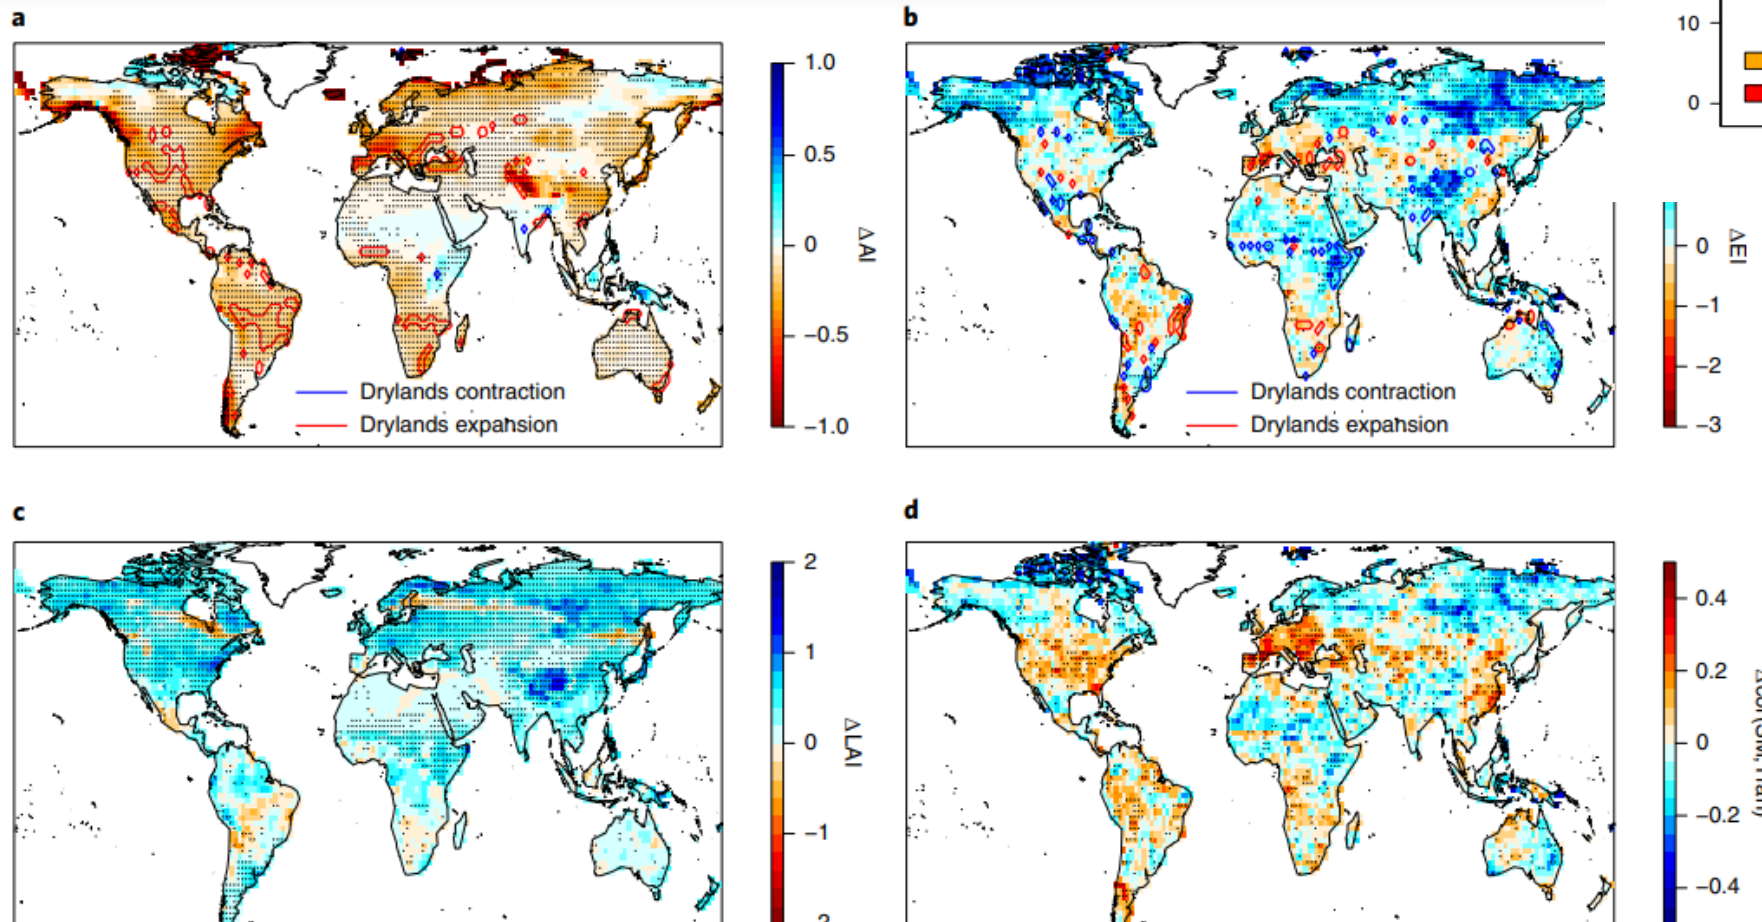 a
b
10
0
1.0
0.5
0
−0.5
−1.0
ΔAI
0
−1
−2
−3
ΔEI
Drylands contraction
Drylands expansion
Drylands contraction
Drylands expansion
c
d
2
1
0
−1
ΔLAI
0.4
0.2
0
−0.2
−0.4